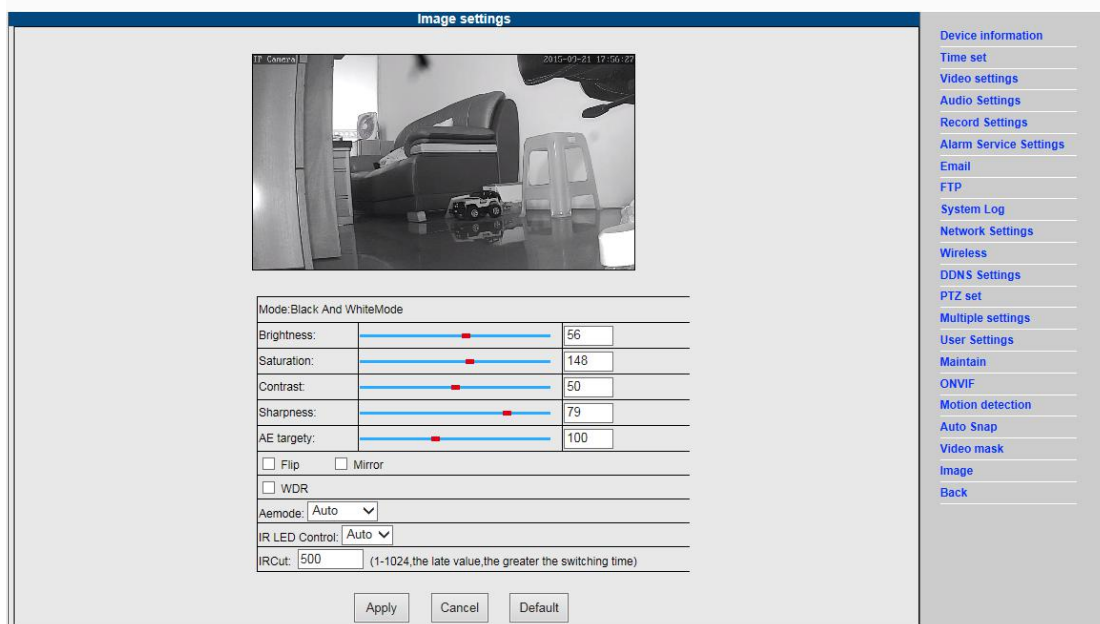 Image settings
IP Camera
2015-09-21 17:56:27
Mode:Black And WhiteMode
Brightness: 56
Saturation: 148
Contrast: 50
Sharpness: 79
AE targety: 100
Flip Mirror
WDR
Aemode: Auto
IR LED Control: Auto
IRCut: 500 (1-1024,the late value,the greater the switching time)
Apply Cancel Default
Device information
Time set
Video settings
Audio Settings
Record Settings
Alarm Service Settings
Email
FTP
System Log
Network Settings
Wireless
DDNS Settings
PTZ set
Multiple settings
User Settings
Maintain
ONVIF
Motion detection
Auto Snap
Video mask
Image
Back